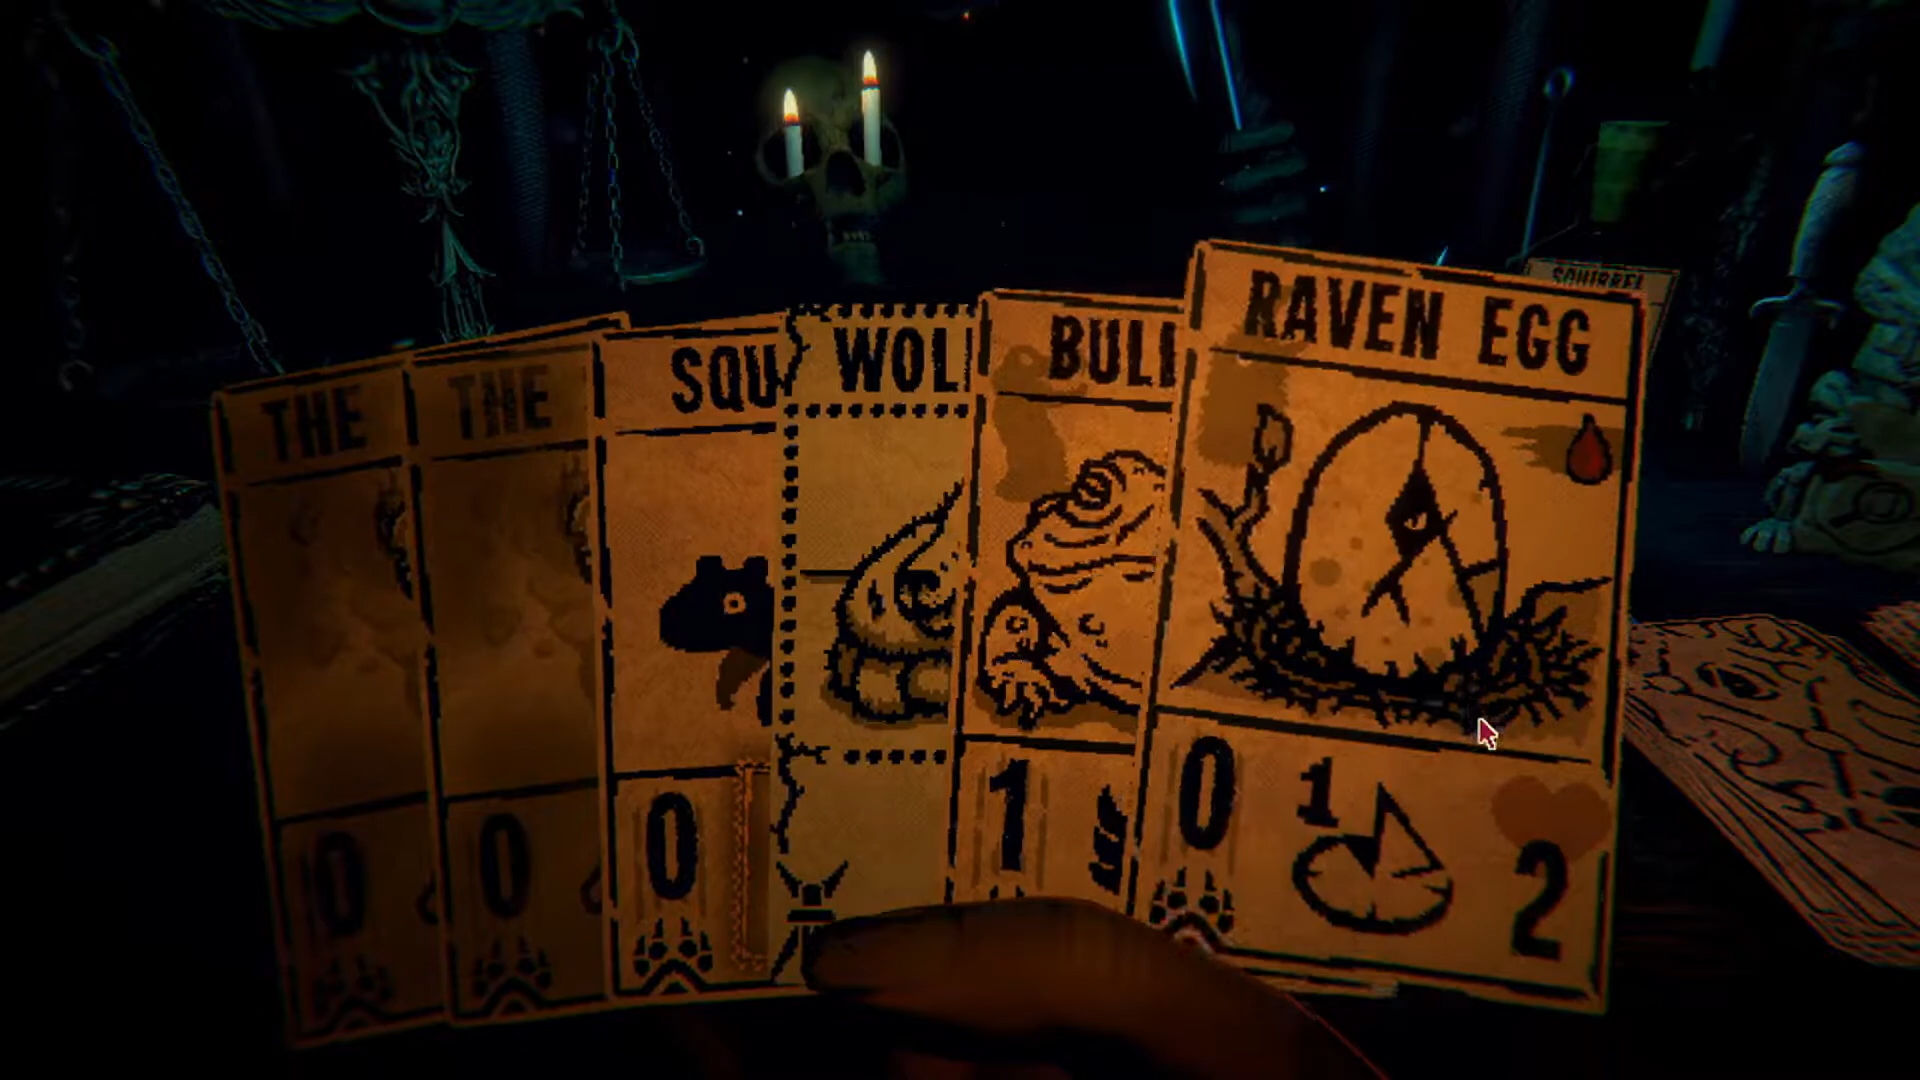 SQUIRREL
RAVEN EGG
BULL
WOL
SQU
THE
THE
0
0
0
1
0
1
2